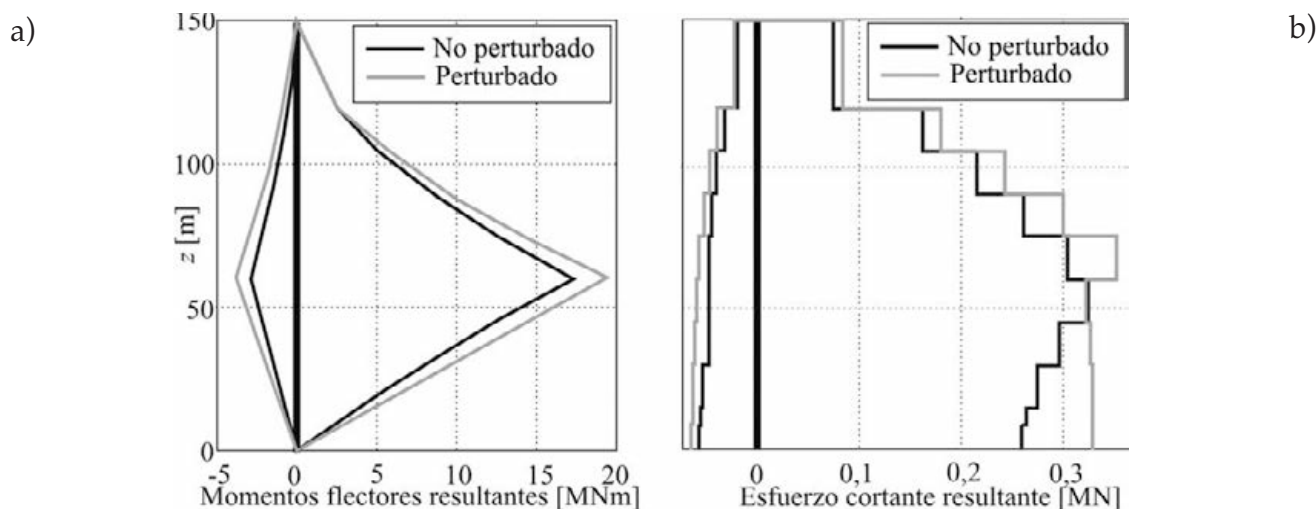 a)
b)
150
100
50
0
z [m]
No perturbado
Perturbado
-5 0 5 10 15 20
Momentos flectores resultantes [MNm]
No perturbado
Perturbado
0 0,1 0,2 0,3
Esfuerzo cortante resultante [MN]